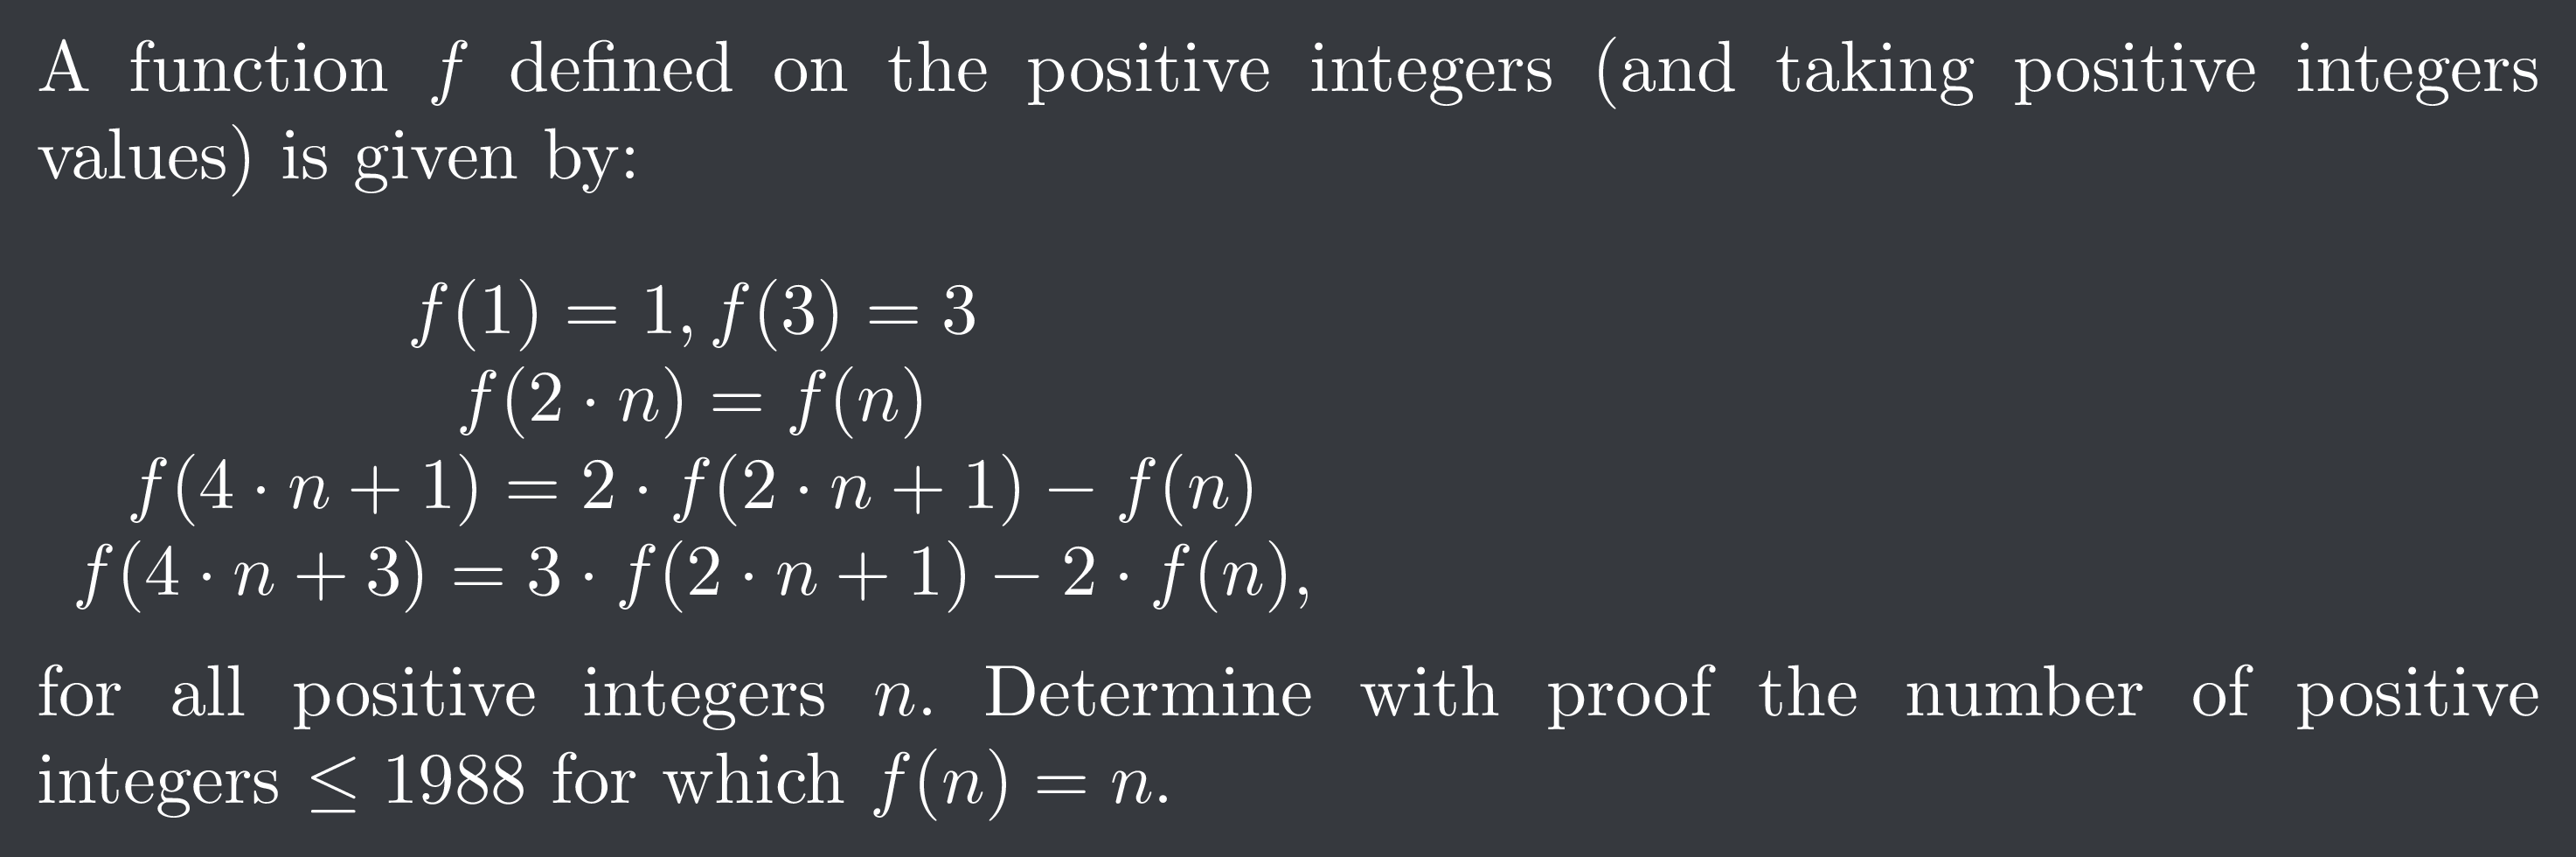 A function f defined on the positive integers (and taking positive integers
values) is given by:
f(1) = 1, f(3) = 3
f(2 · n) = f(n)
f(4 · n + 1) = 2 · f(2 · n + 1) − f(n)
f(4 · n + 3) = 3 · f(2 · n + 1) − 2 · f(n),
for all positive integers n. Determine with proof the number of positive
integers ≤ 1988 for which f(n) = n.